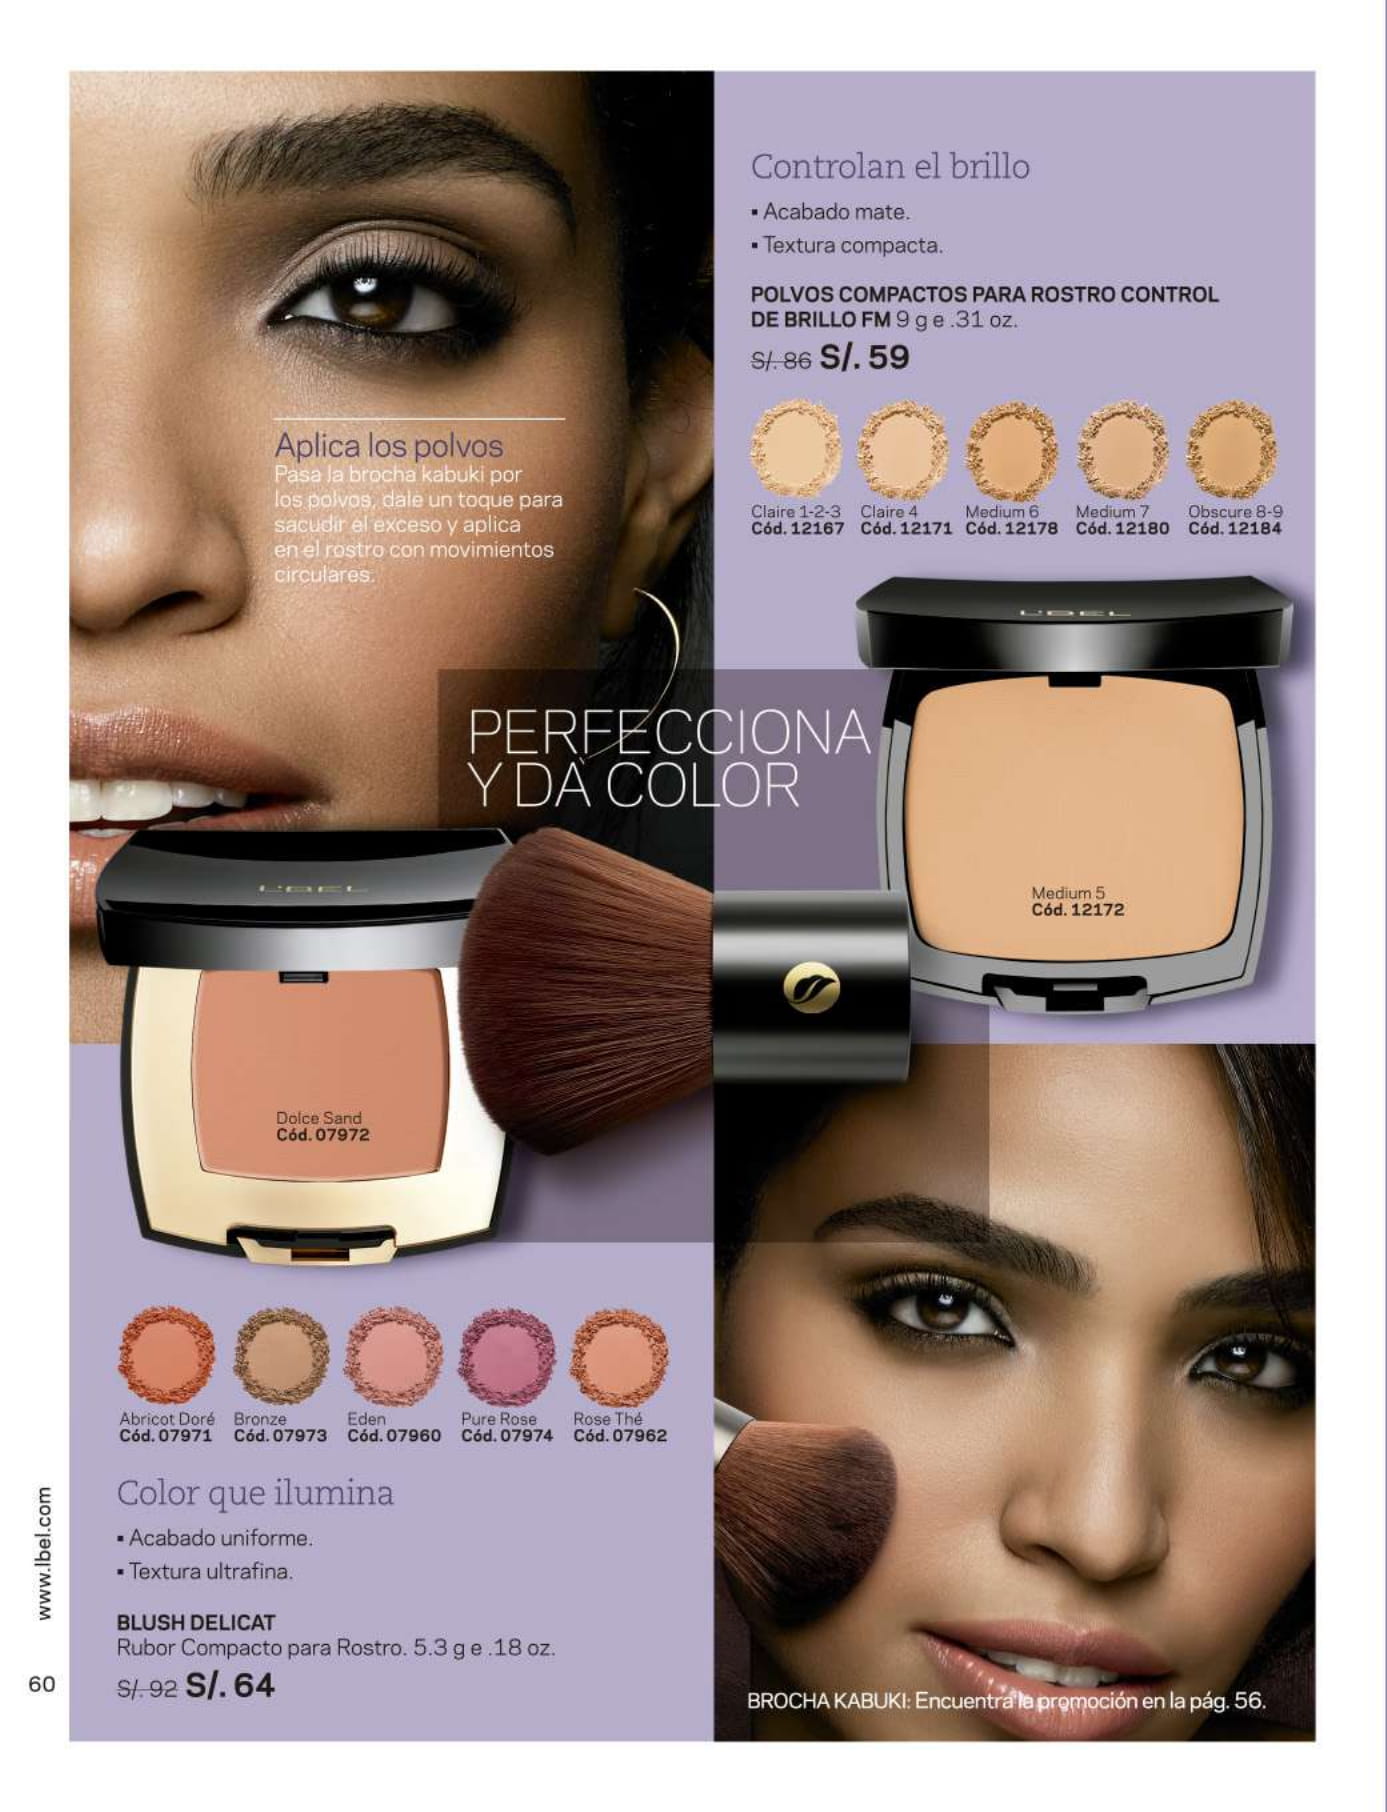 Controlan el brillo
▪ Acabado mate.
▪ Textura compacta.
POLVOS COMPACTOS PARA ROSTRO CONTROL
DE BRILLO FM 9 g e .31 oz.
S/. 86 S/. 59
Claire 1-2-3
Cód. 12167
Claire 4
Cód. 12171
Medium 6
Cód. 12178
Medium 7
Cód. 12180
Obscure 8-9
Cód. 12184
Aplica los polvos
Pasa la brocha kabuki por
los polvos, dale un toque para
sacudir el exceso y aplica
en el rostro con movimientos
circulares.
L'BEL
PERFECCIONA
Y DA COLOR
Medium 5
Cód. 12172
L'BEL
Dolce Sand
Cód. 07972
Abricot Doré
Cód. 07971
Bronze
Cód. 07973
Eden
Cód. 07960
Pure Rose
Cód. 07974
Rose Thé
Cód. 07962
Color que ilumina
▪ Acabado uniforme.
▪ Textura ultrafina.
BLUSH DELICAT
Rubor Compacto para Rostro. 5.3 g e .18 oz.
S/. 92 S/. 64
BROCHA KABUKI: Encuentra la promoción en la pág. 56.
www.lbel.com
60